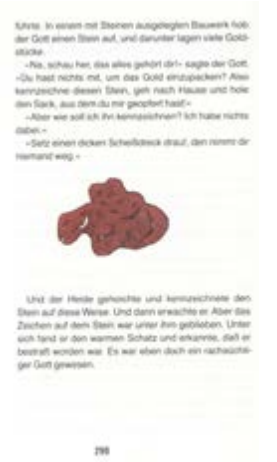 führte. In einem mit Steinen ausgelegten Bauwerk hob
der Gott einen Stein auf, und darunter lagen viele Gold-
stücke.
»Na, schau her, das alles gehört dir!« sagte der Gott.
»Du hast nichts mit, um das Gold einzupacken? Also
kennzeichne diesen Stein, geh nach Hause und hole
den Sack, aus dem du mir geopfert hast!«
»Aber wie soll ich ihn kennzeichnen? Ich habe nichts
dabei.«
»Setz einen dicken Scheißdreck drauf, den nimmt dir
niemand weg.«
Und der Heide gehorchte und kennzeichnete den
Stein auf diese Weise. Und dann erwachte er. Aber das
Zeichen auf dem Stein war unter ihm geblieben. Unter
sich fand er den warmen Schatz und erkannte, daß er
bestraft worden war. Es war eben doch ein rachsüchti-
ger Gott gewesen.